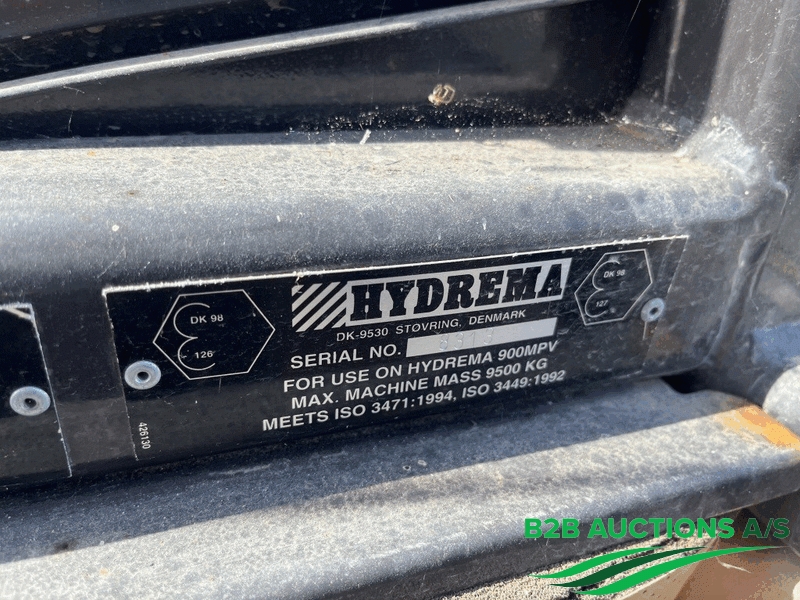 HYDREMA
DK 98
126
DK 98
127
DK-9530 STØVRING, DENMARK
SERIAL NO.
FOR USE ON HYDREMA 900MPV
MAX. MACHINE MASS 9500 KG
MEETS ISO 3471:1994, ISO 3449:1992
426130
B2B AUCTIONS A/S